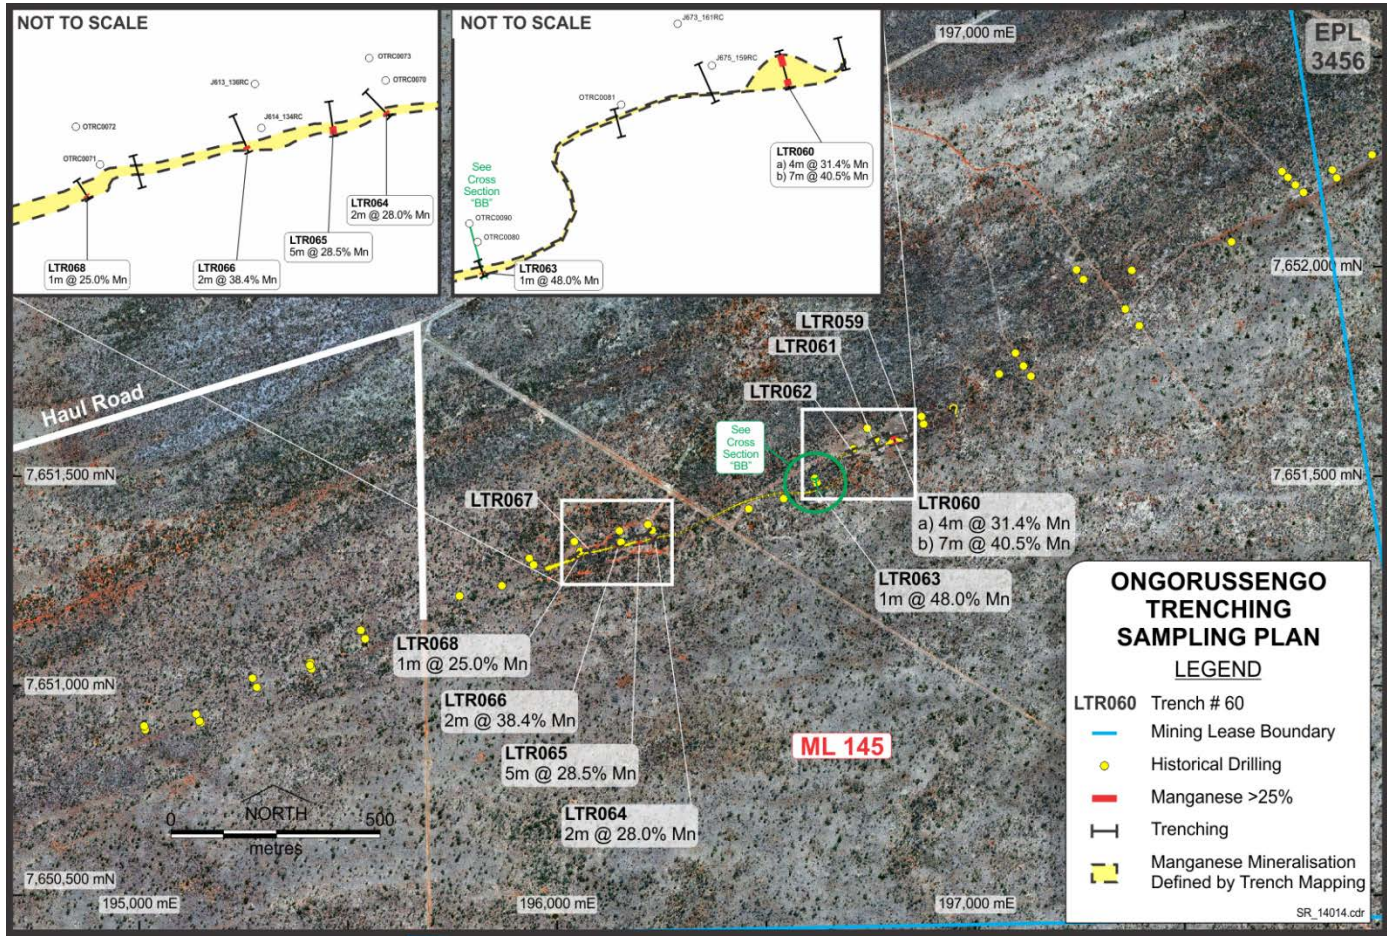 NOT TO SCALE
OTRC0073
J613_136RC
OTRC0070
OTRC0072
J614_134RC
OTRC0071
LTR064
2m @ 28.0% Mn
LTR065
5m @ 28.5% Mn
LTR068
1m @ 25.0% Mn
LTR066
2m @ 38.4% Mn
NOT TO SCALE
J673_161RC
J675_159RC
OTRC0081
LTR060
a) 4m @ 31.4% Mn
b) 7m @ 40.5% Mn
See
Cross
Section
"BB"
OTRC0090
OTRC0080
LTR063
1m @ 48.0% Mn
197,000 mE
EPL
3456
7,652,000 mN
LTR059
LTR061
LTR062
Haul Road
See
Cross
Section
"BB"
7,651,500 mN
7,651,500 mN
LTR067
LTR060
a) 4m @ 31.4% Mn
b) 7m @ 40.5% Mn
LTR063
1m @ 48.0% Mn
LTR068
1m @ 25.0% Mn
7,651,000 mN
LTR066
2m @ 38.4% Mn
LTR065
5m @ 28.5% Mn
LTR064
2m @ 28.0% Mn
ML 145
?
NORTH
0 500
metres
7,650,500 mN
195,000 mE
196,000 mE
197,000 mE
ONGORUSSENGO
TRENCHING
SAMPLING PLAN
LEGEND
LTR060 Trench # 60
Mining Lease Boundary
Historical Drilling
Manganese >25%
Trenching
Manganese Mineralisation
Defined by Trench Mapping
SR_14014.cdr